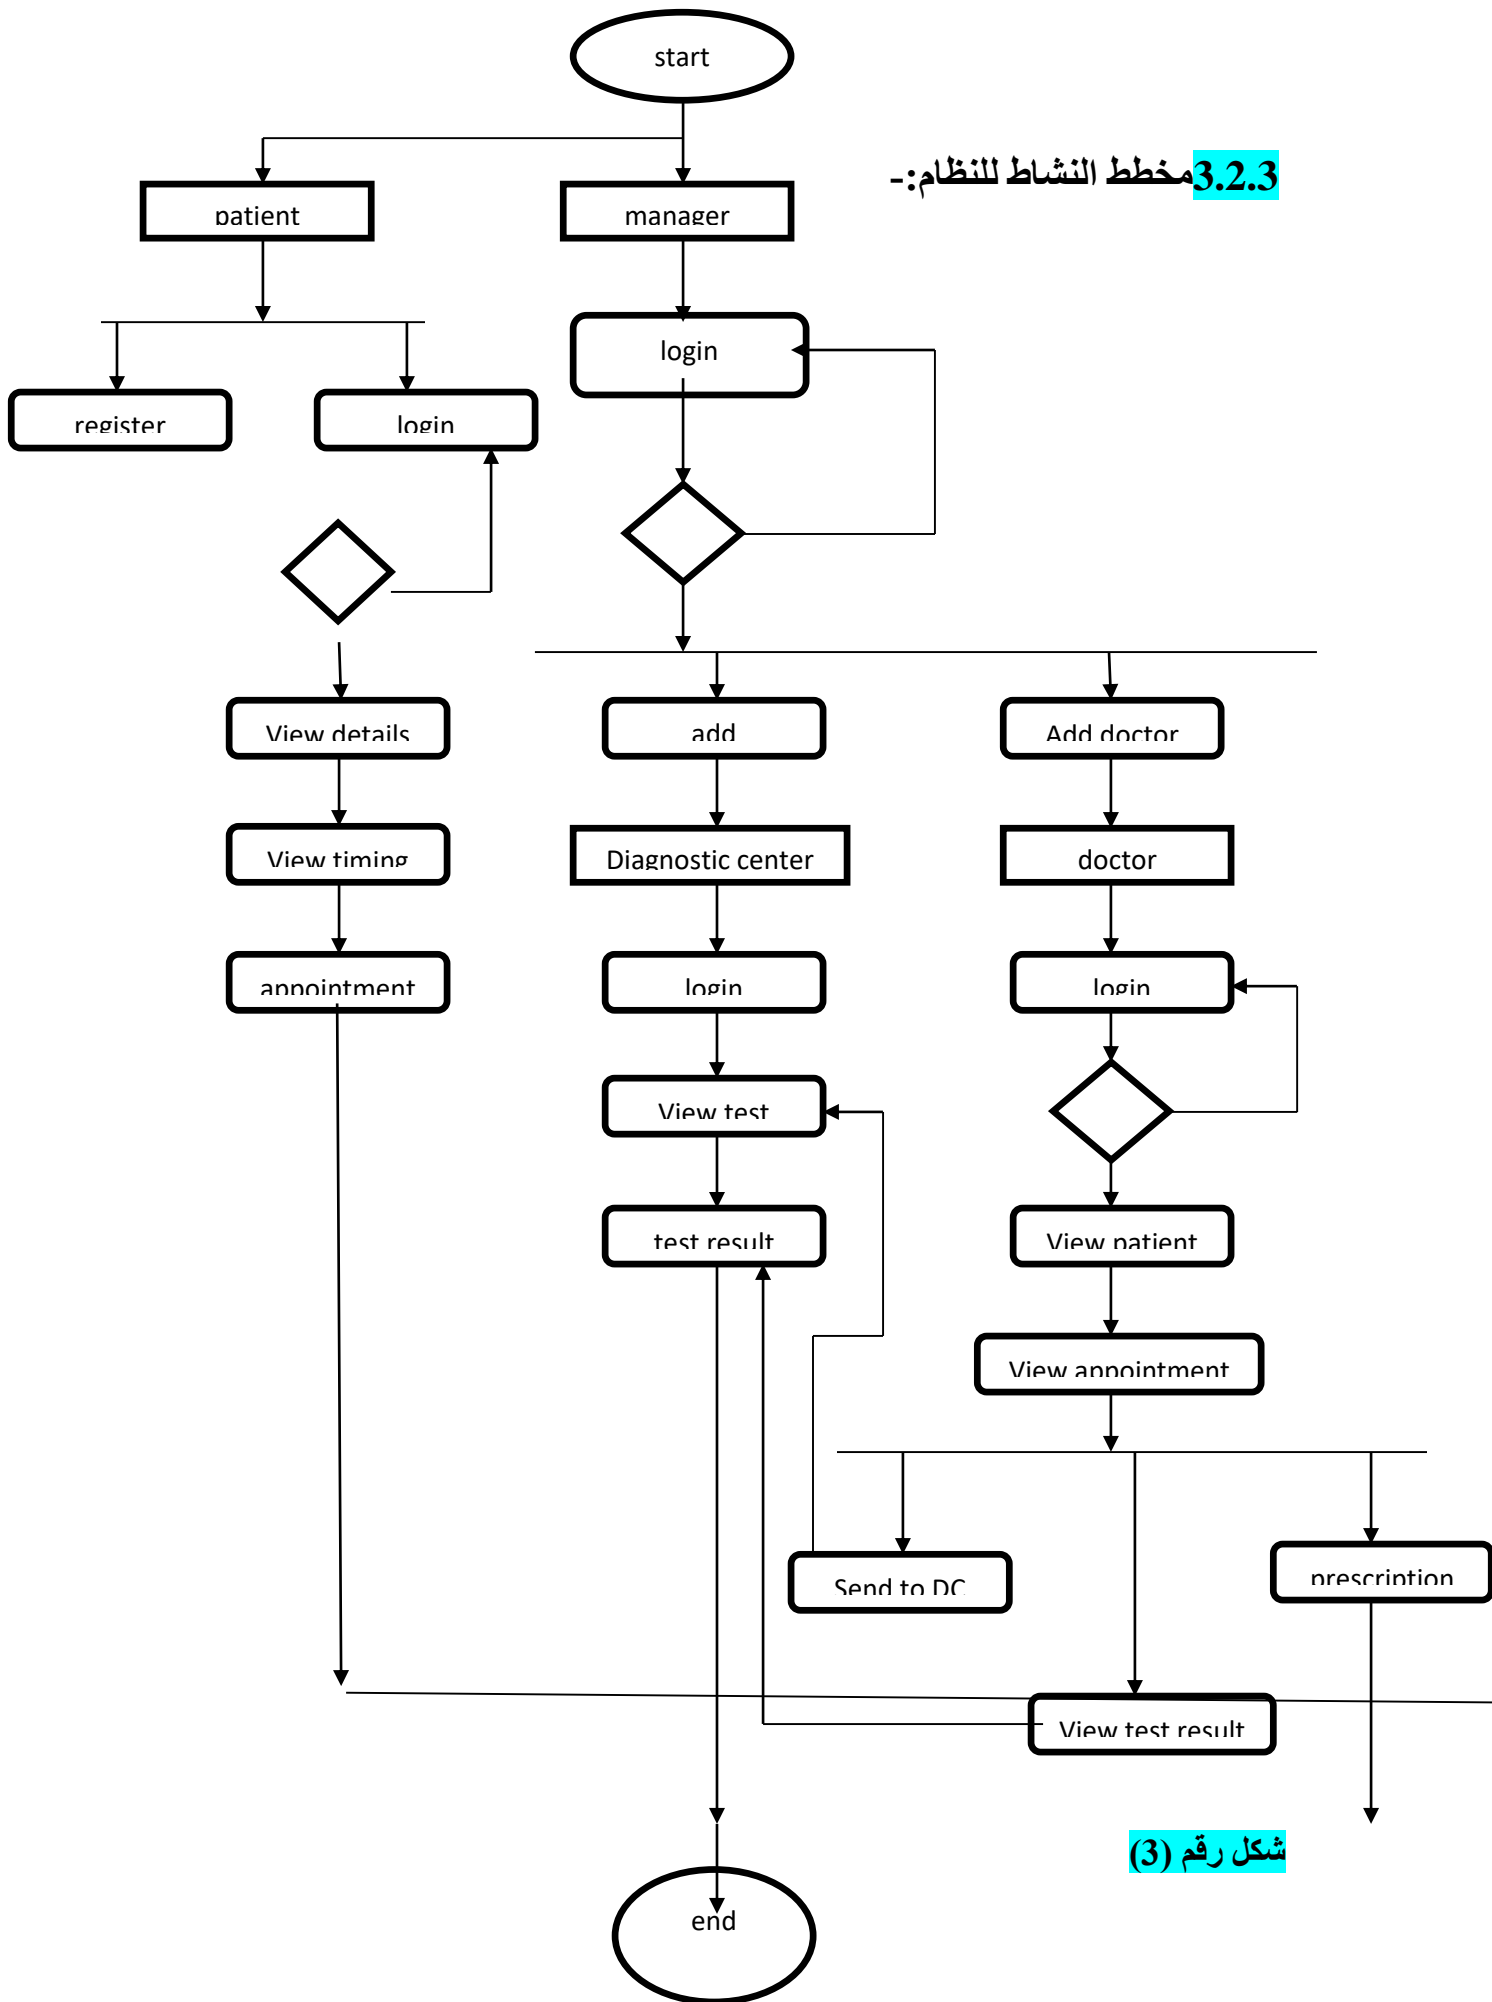 start
3.2.3مخطط النشاط للنظام:-
patient
manager
login
register
login
View details
add
Add doctor
View timing
Diagnostic center
doctor
appointment
login
login
View test
test result
View patient
View appointment
Send to DC
prescription
View test result
شكل رقم (3)
end